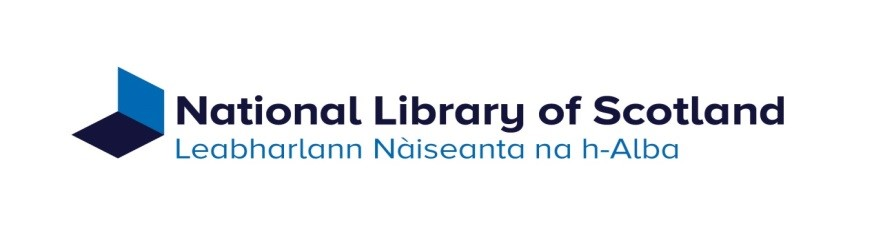 National Library of Scotland
Leabharlann Nàiseanta na h-Alba